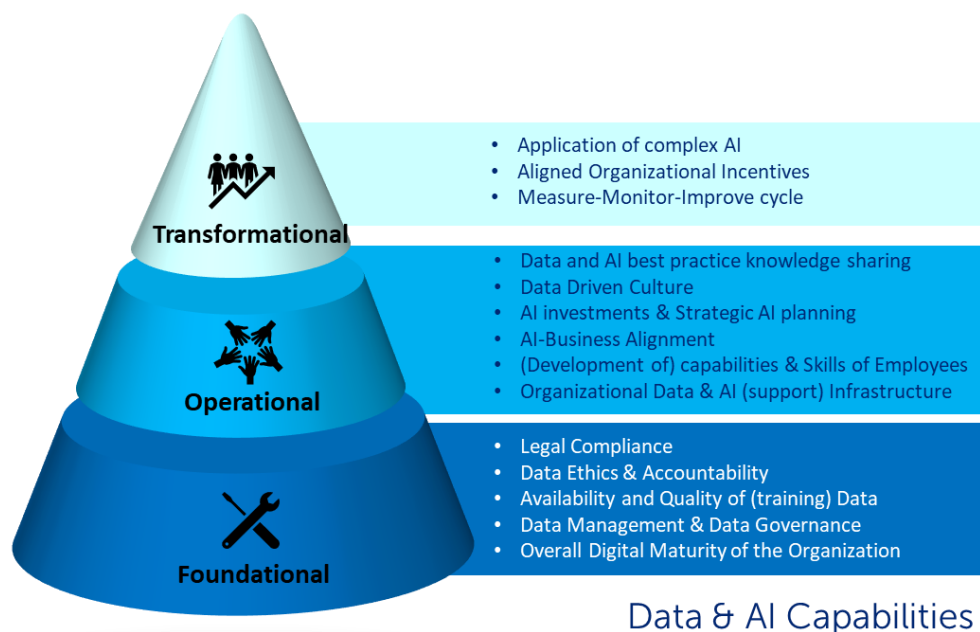 • Application of complex AI
• Aligned Organizational Incentives
• Measure-Monitor-Improve cycle
Transformational
• Data and AI best practice knowledge sharing
• Data Driven Culture
• AI investments & Strategic AI planning
• AI-Business Alignment
• (Development of) capabilities & Skills of Employees
• Organizational Data & AI (support) Infrastructure
Operational
• Legal Compliance
• Data Ethics & Accountability
• Availability and Quality of (training) Data
• Data Management & Data Governance
• Overall Digital Maturity of the Organization
Foundational
Data & AI Capabilities